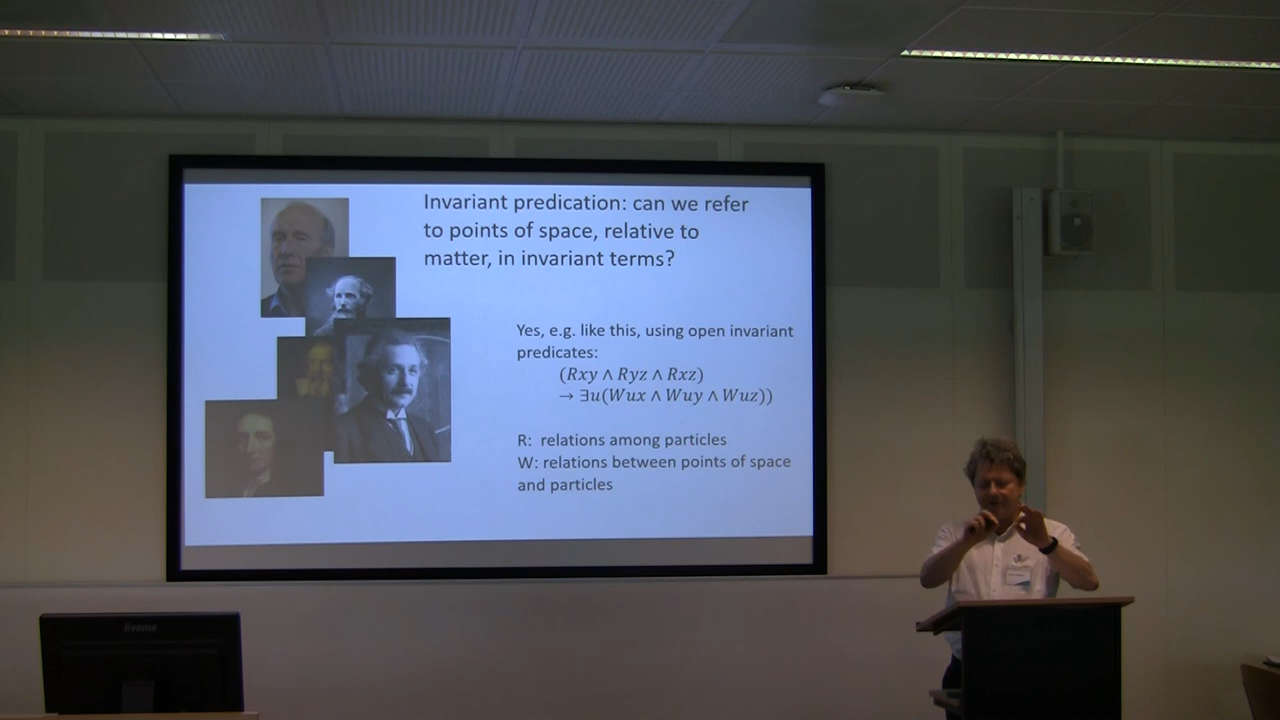 Invariant predication: can we refer
to points of space, relative to
matter, in invariant terms?
Yes, e.g. like this, using open invariant
predicates:
(Rxy ∧ Ryz ∧ Rxz)
→ ∃u(Wux ∧ Wuy ∧ Wuz))
R: relations among particles
W: relations between points of space
and particles
iiyama